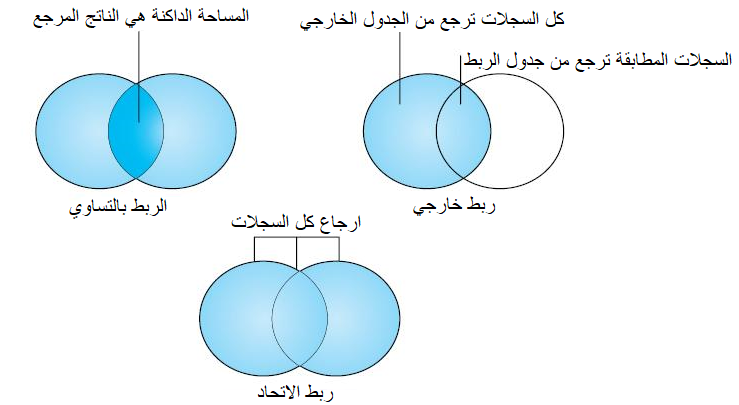 المساحة الداكنة هي الناتج المرجع
كل السجلات ترجع من الجدول الخارجي
السجلات المطابقة ترجع من جدول الربط
الربط بالتساوي
ربط خارجي
ارجاع كل السجلات
ربط الاتحاد